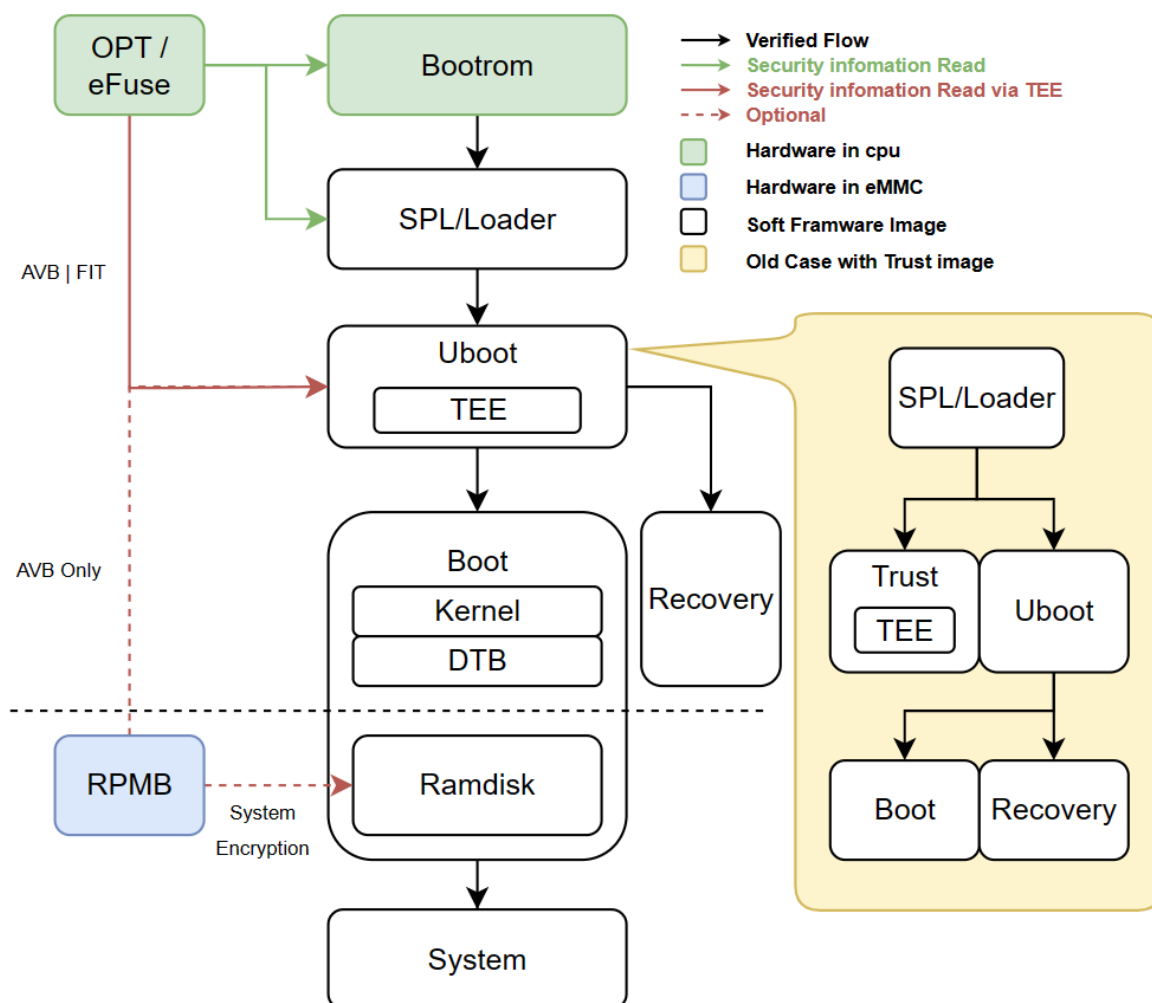 OPT /
eFuse
Bootrom
Verified Flow
Security infomation Read
Security infomation Read via TEE
Optional
Hardware in cpu
Hardware in eMMC
Soft Framware Image
Old Case with Trust image
SPL/Loader
AVB | FIT
Uboot
TEE
Boot
Kernel
DTB
Recovery
AVB Only
RPMB
System
Encryption
Ramdisk
System
SPL/Loader
Trust
TEE
Uboot
Boot
Recovery